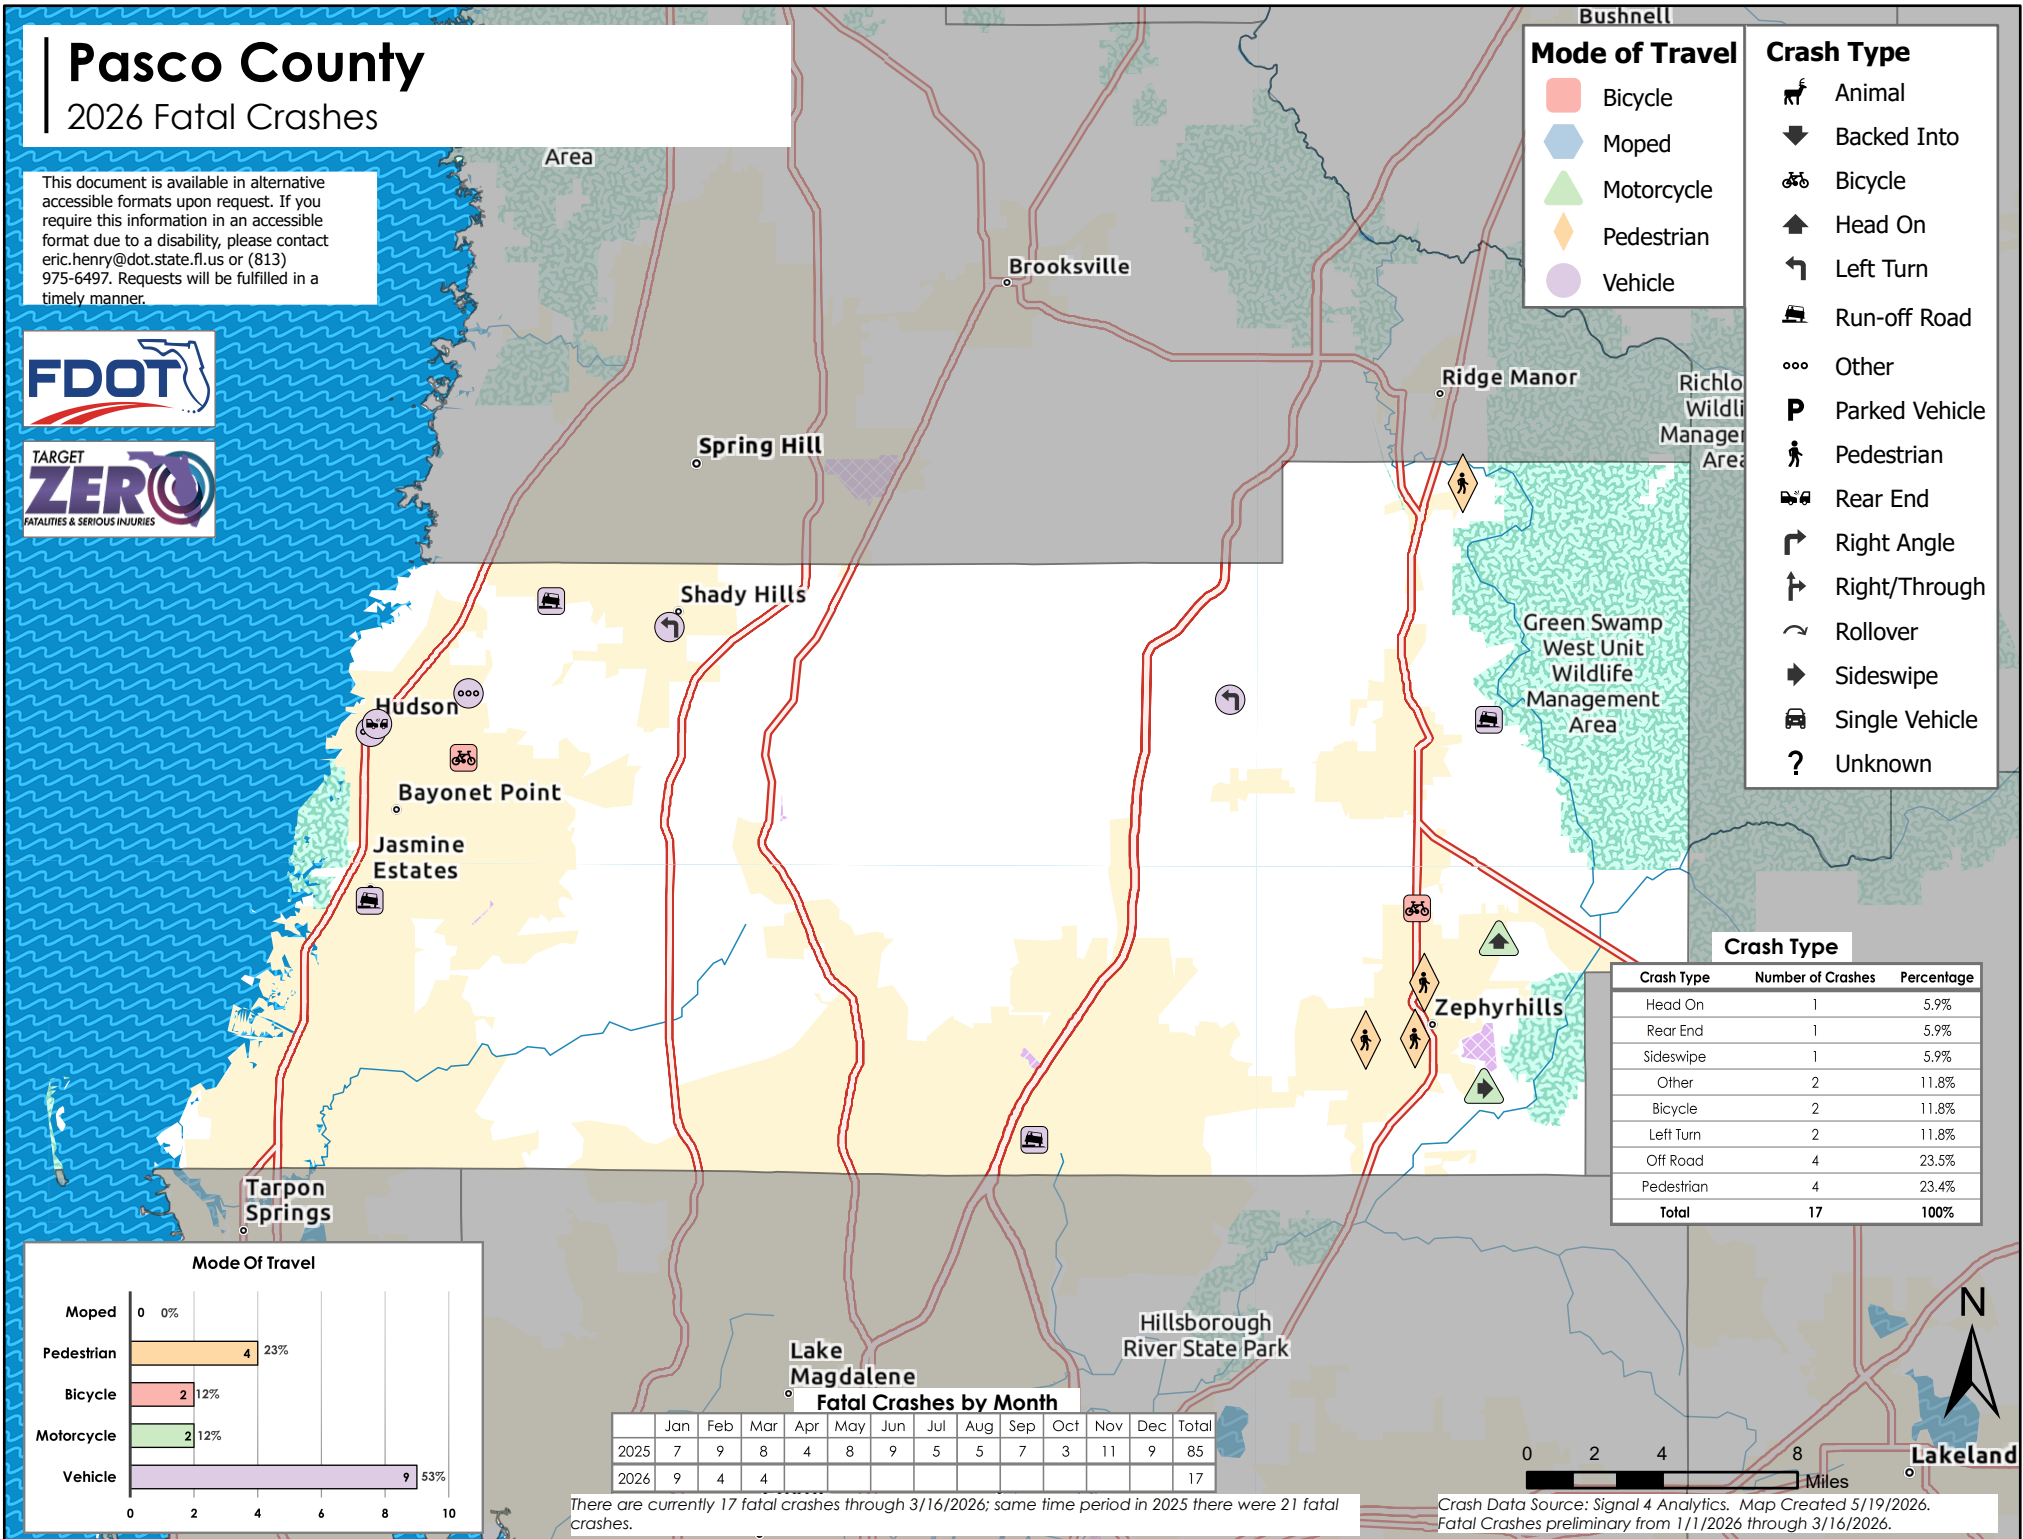 Pasco County
2026 Fatal Crashes
This document is available in alternative
accessible formats upon request. If you
require this information in an accessible
format due to a disability, please contact
eric.henry@dot.state.fl.us or (813)
975-6497. Requests will be fulfilled in a
timely manner.
FDOT
TARGET
ZERO
FATALITIES & SERIOUS INJURIES
Mode of Travel
Bicycle
Moped
Motorcycle
Pedestrian
Vehicle
Crash Type
Animal
Backed Into
Bicycle
Head On
Left Turn
Run-off Road
Other
P Parked Vehicle
Pedestrian
Rear End
Right Angle
Right/Through
Rollover
Sideswipe
Single Vehicle
? Unknown
Bushnell
Area
Brooksville
Ridge Manor
Richlo
Wildli
Manager
Area
Spring Hill
Shady Hills
Green Swamp
West Unit
Wildlife
Management
Area
Hudson
Bayonet Point
Jasmine
Estates
Zephyrhills
Tarpon
Springs
Hillsborough
River State Park
Lake
Magdalene
Lakeland
Crash Type
Crash Type Number of Crashes Percentage
Head On 1 5.9%
Rear End 1 5.9%
Sideswipe 1 5.9%
Other 2 11.8%
Bicycle 2 11.8%
Left Turn 2 11.8%
Off Road 4 23.5%
Pedestrian 4 23.4%
Total 17 100%
Mode Of Travel
Moped 0 0%
Pedestrian 4 23%
Bicycle 2 12%
Motorcycle 2 12%
Vehicle 9 53%
0 2 4 6 8 10
Fatal Crashes by Month
Jan Feb Mar Apr May Jun Jul Aug Sep Oct Nov Dec Total
2025 7 9 8 4 8 9 5 5 7 3 11 9 85
2026 9 4 4 17
There are currently 17 fatal crashes through 3/16/2026; same time period in 2025 there were 21 fatal
crashes.
N
0 2 4 8
Miles
Crash Data Source: Signal 4 Analytics. Map Created 5/19/2026.
Fatal Crashes preliminary from 1/1/2026 through 3/16/2026.